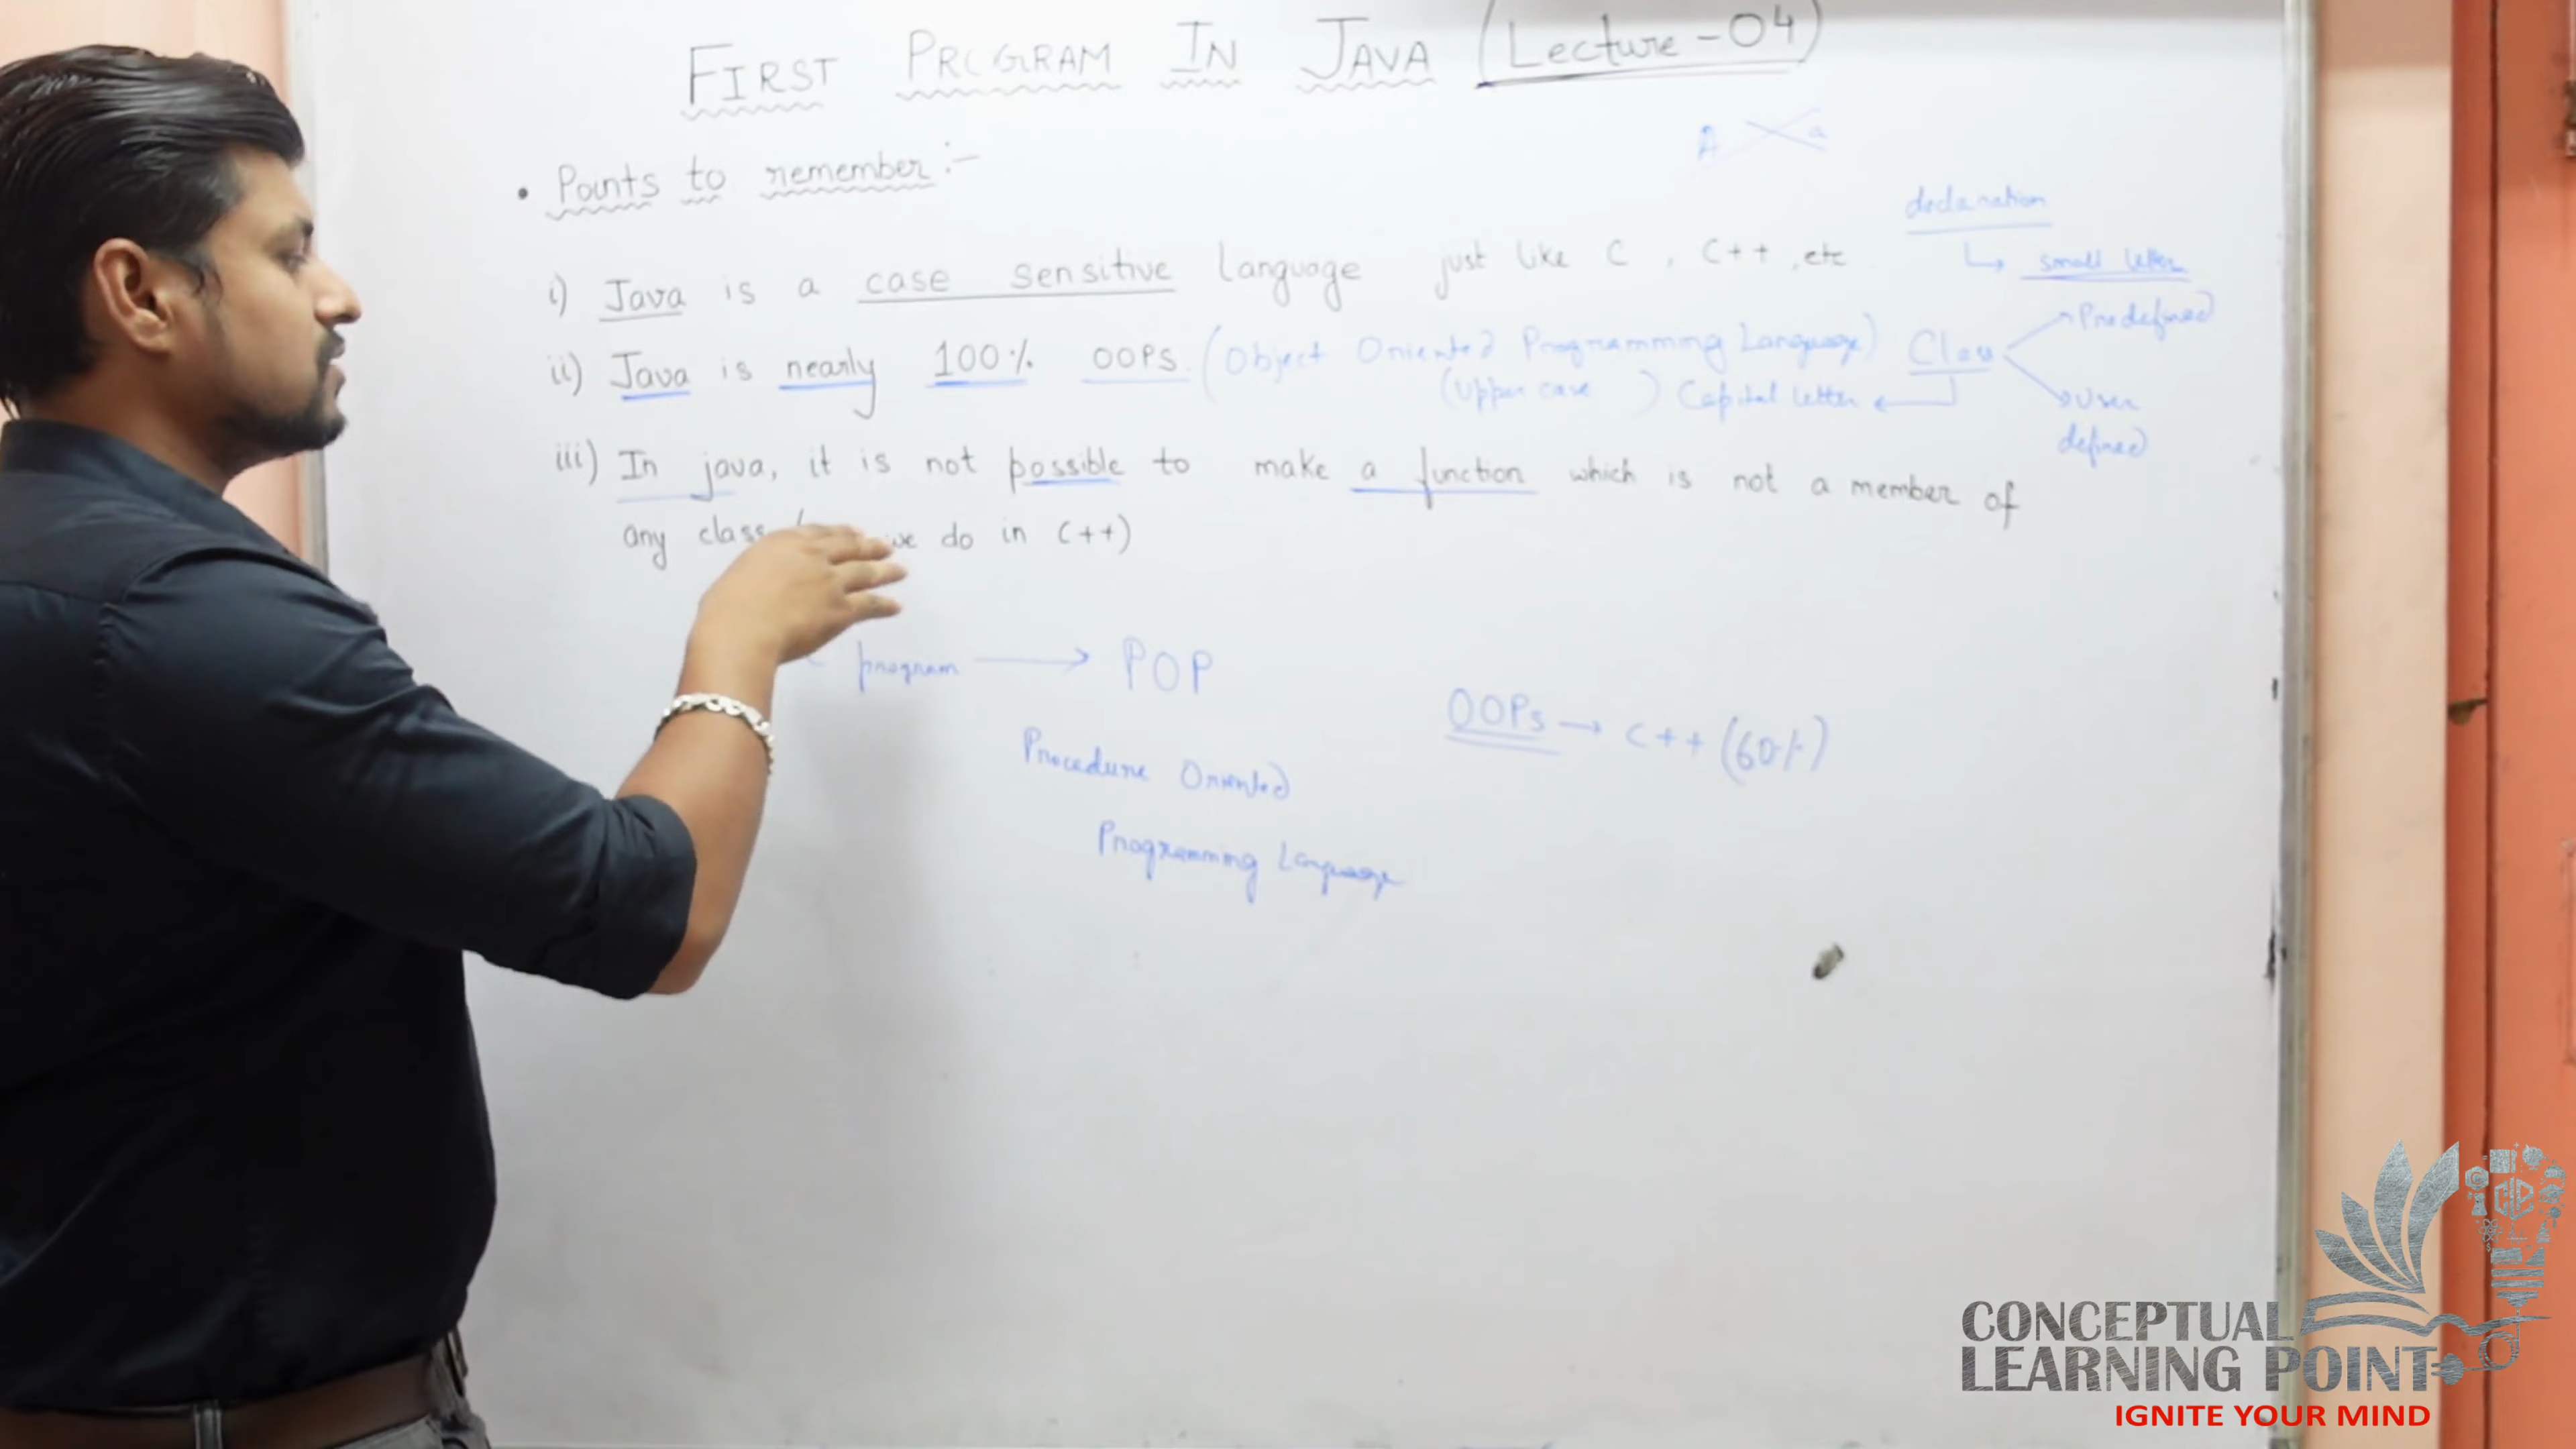 FIRST PROGRAM IN JAVA (Lecture-04)
A a
• Points to remember:-
declaration
↳ small letter
i) Java is a case sensitive language just like C, C++, etc
ii) Java is nearly 100% OOPS (Object Oriented Programming Language) Class
Predefined
(Upper case) Capital letter
User
defined
iii) In java, it is not possible to make a function which is not a member of
any class ( we do in C++)
program → POP
OOPs → C++ (60%)
Procedure Oriented
Programming Language
CONCEPTUAL
LEARNING POINT
IGNITE YOUR MIND